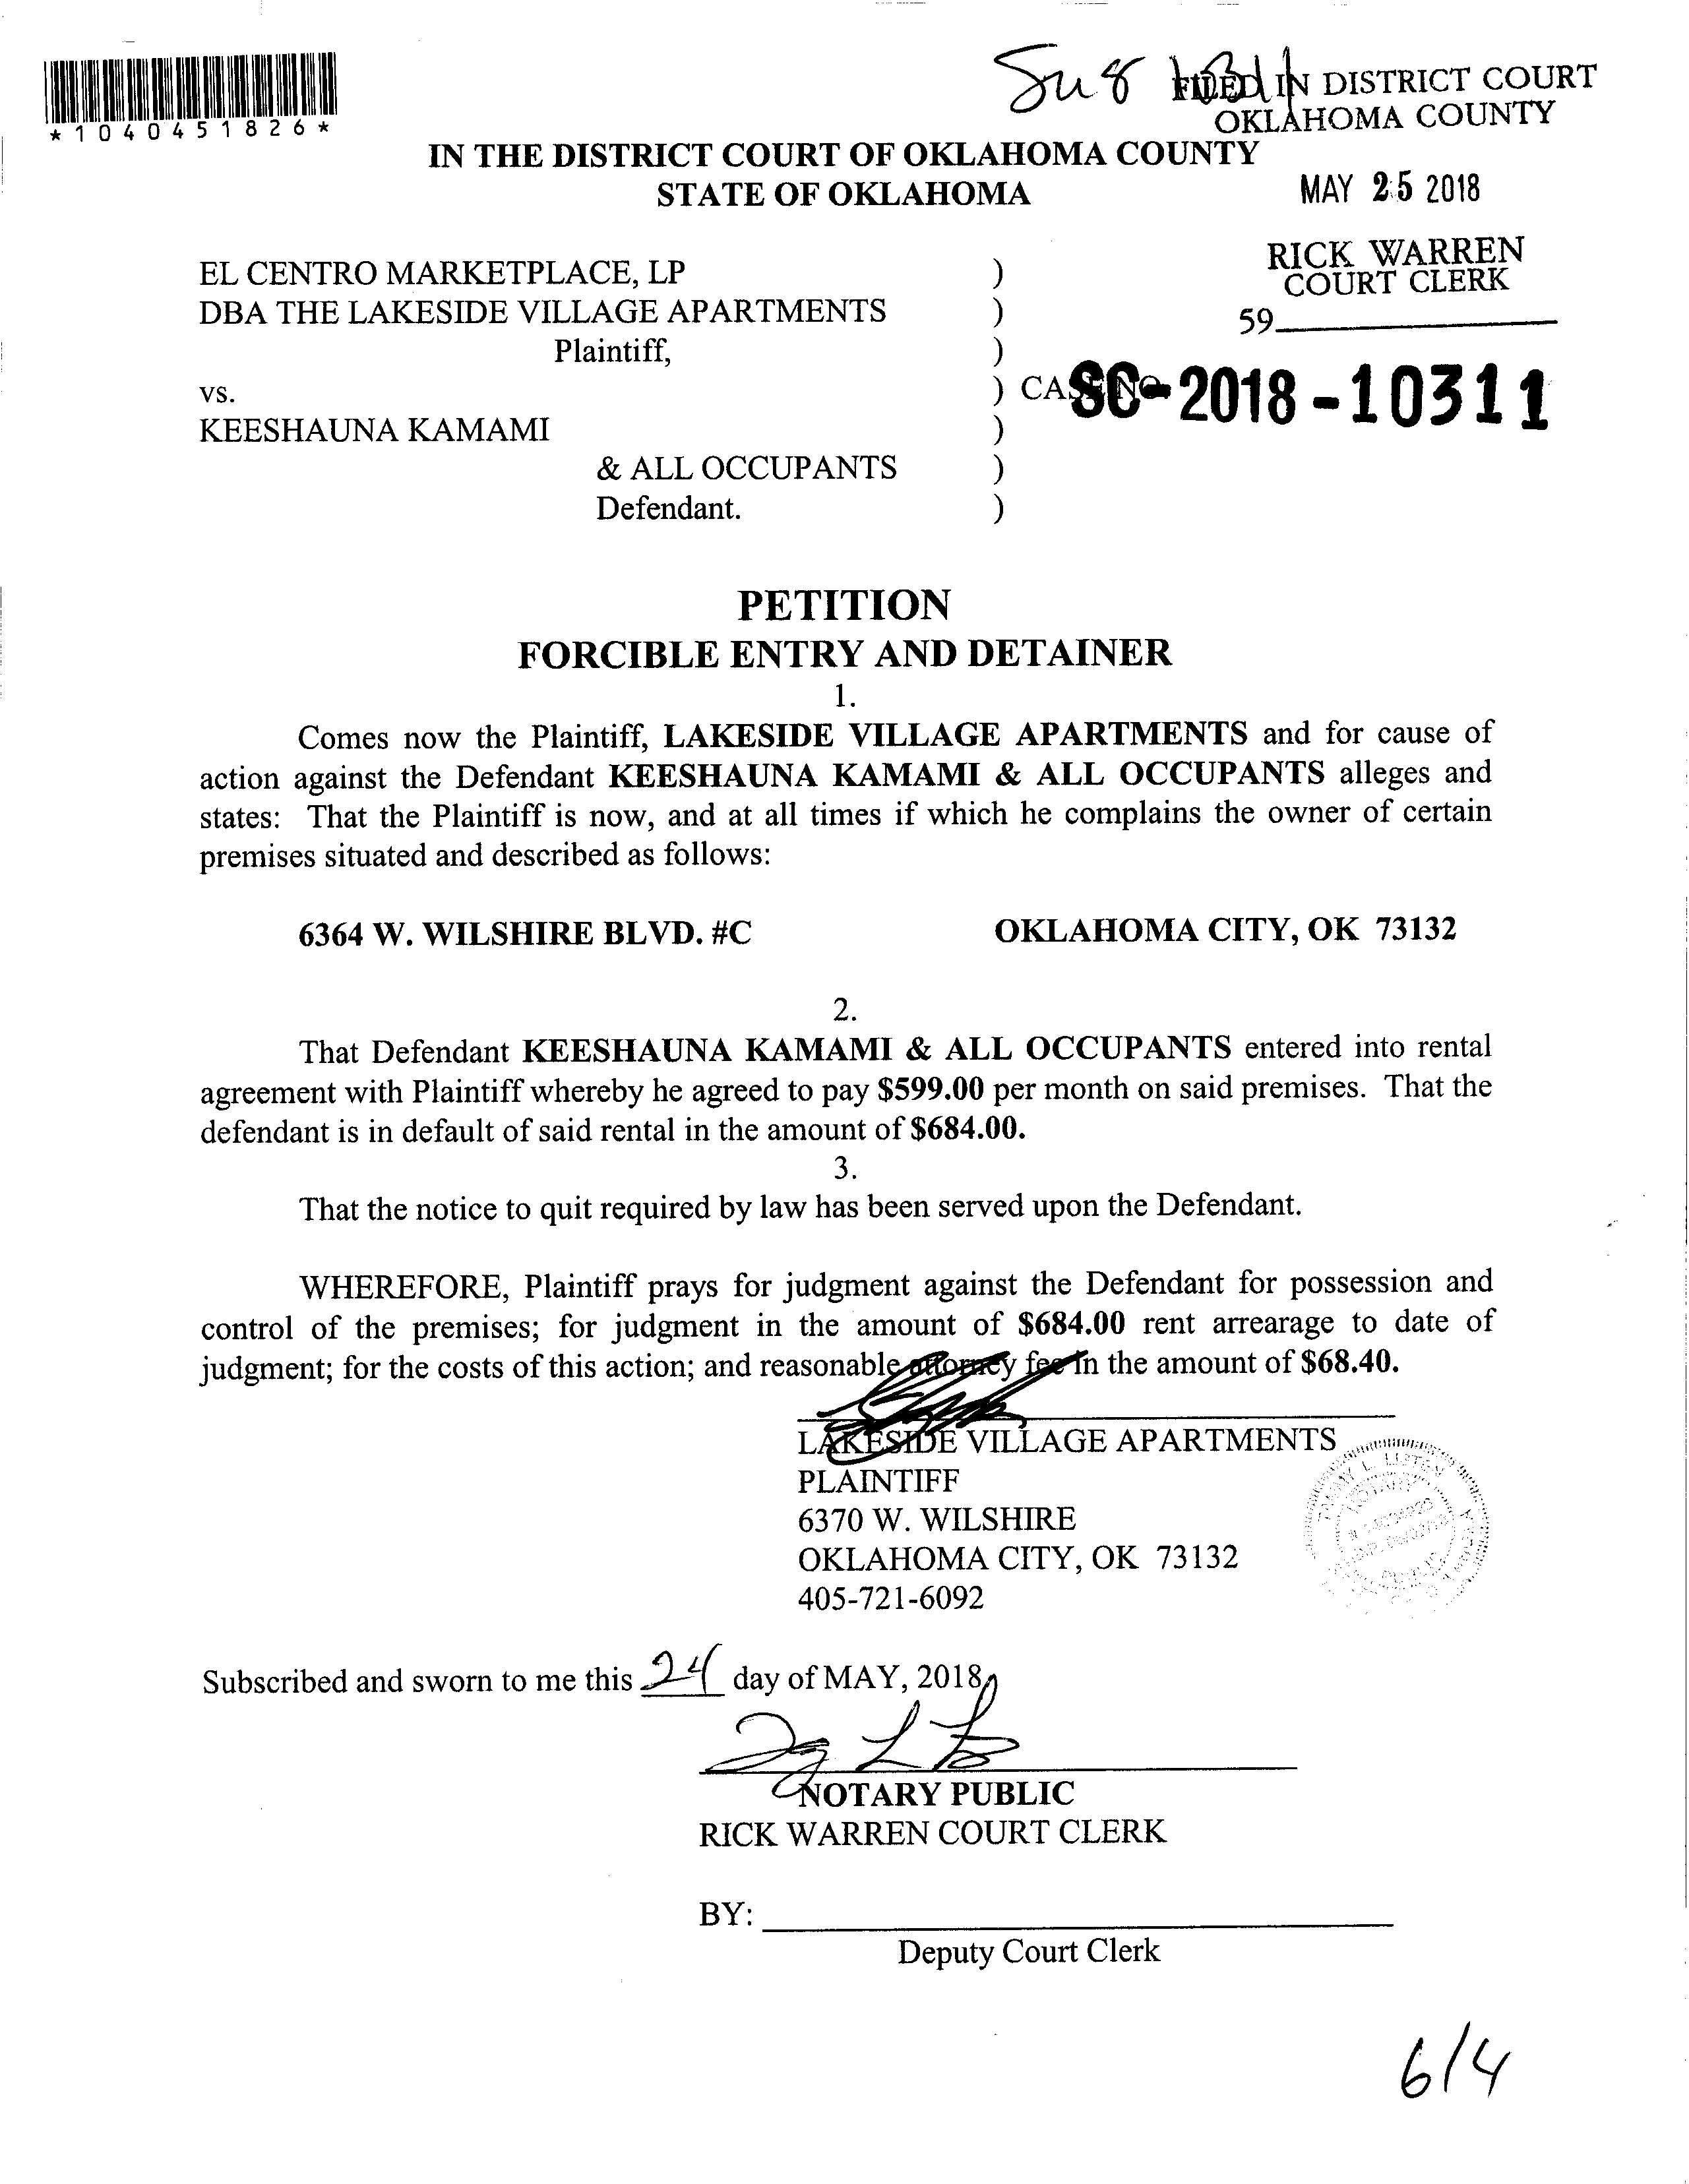 *1040451826*
FILED IN DISTRICT COURT
OKLAHOMA COUNTY
IN THE DISTRICT COURT OF OKLAHOMA COUNTY
STATE OF OKLAHOMA
MAY 25 2018
RICK WARREN
COURT CLERK
59
EL CENTRO MARKETPLACE, LP )
DBA THE LAKESIDE VILLAGE APARTMENTS )
Plaintiff, )
vs. ) CASE NO. SC-2018-10311
KEESHAUNA KAMAMI )
& ALL OCCUPANTS )
Defendant. )
PETITION
FORCIBLE ENTRY AND DETAINER
1.
Comes now the Plaintiff, LAKESIDE VILLAGE APARTMENTS and for cause of
action against the Defendant KEESHAUNA KAMAMI & ALL OCCUPANTS alleges and
states: That the Plaintiff is now, and at all times if which he complains the owner of certain
premises situated and described as follows:
6364 W. WILSHIRE BLVD. #C OKLAHOMA CITY, OK 73132
2.
That Defendant KEESHAUNA KAMAMI & ALL OCCUPANTS entered into rental
agreement with Plaintiff whereby he agreed to pay $599.00 per month on said premises. That the
defendant is in default of said rental in the amount of $684.00.
3.
That the notice to quit required by law has been served upon the Defendant.
WHEREFORE, Plaintiff prays for judgment against the Defendant for possession and
control of the premises; for judgment in the amount of $684.00 rent arrearage to date of
judgment; for the costs of this action; and reasonable attorney fee in the amount of $68.40.
LAKESIDE VILLAGE APARTMENTS
PLAINTIFF
6370 W. WILSHIRE
OKLAHOMA CITY, OK 73132
405-721-6092
Subscribed and sworn to me this 24 day of MAY, 2018
NOTARY PUBLIC
RICK WARREN COURT CLERK
BY:
Deputy Court Clerk
6/4